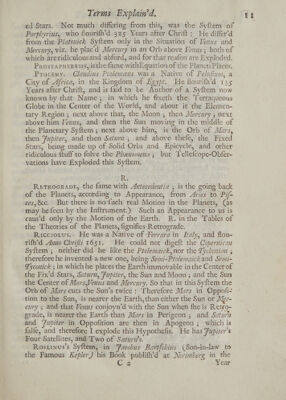 Terms Explain'd. 11
ed Stars. Not much differing from this, was the System of
Porphyrius, who flourish'd 325 Years after Christ: He differ'd
from the Platonick System only in the Situation of Venus and
Mercury, viz. he plac'd Mercury in an Orb above Venus; both of
which are ridiculous and absurd, and for that reason are Exploded.
PROSTAPHÆRESIS, is the same with Equation of the Planets Places.
PTOLEMY. Claudius Ptolemæus was a Native of Pelusium, a
City of Africa, in the Kingdom of Egypt. He flourish'd 135
Years after Christ, and is said to be Author of a System now
known by that Name; in which he fixeth the Terraqueous
Globe in the Center of the World, and about it the Elemen-
tary Region; next above that, the Moon, then Mercury; next
above him Venus, and then the Sun moving in the middle of
the Planetary System; next above him, is the Orb of Mars,
then Jupiter, and then Saturn; and above these, the Fixed
Stars, being made up of Solid Orbs and Epicycle, and other
ridiculous stuff to solve the Phænomena; but Tellescope-Obser-
vations have Exploded this System.
R.
RETROGRADE, the same with Antecedentia; is the going back
of the Planets, according to Appearance, from Aries to Pis-
ces, &c. But there is no such real Motion in the Planets, (as
may be seen by the Instrument.) Such an Appearance to us is
caus'd only by the Motion of the Earth. R. in the Tables of
the Theories of the Planets, signifies Retrograde.
RICCIOLUS. He was a Native of Ferrara in Italy, and flou-
rish'd Anno Christi 1651. He could not digest the Copernican
System; neither did he like the Ptolemaick, nor the Tychonian;
therefore he invented a new one, being Semi-Ptolemaick and Semi-
Tyconick; in which he places the Earth immoveable in the Center of
the Fix'd Stars, Saturn, Jupiter, the Sun and Moon; and the Sun
the Center of Mars, Venus and Mercury. So that in this System the
Orb of Mars cuts the Sun's twice: Therefore Mars in Opposi-
tion to the Sun, is nearer the Earth, than either the Sun or Mer-
cury; and that Venus conjoyn'd with the Sun when she is Retro-
grade, is nearer the Earth than Mars in Perigeon; and Saturn
and Jupiter in Opposition are then in Apogeon; which is
false, and therefore I explode this Hypothesis. He has Jupiter's
Four Satellites, and Two of Saturn's.
ROSLINUS's System, in Jacobus Bartschius (Son-in-law to
the Famous Kepler) his Book publish'd at Nuremberg in the
C 2 Year